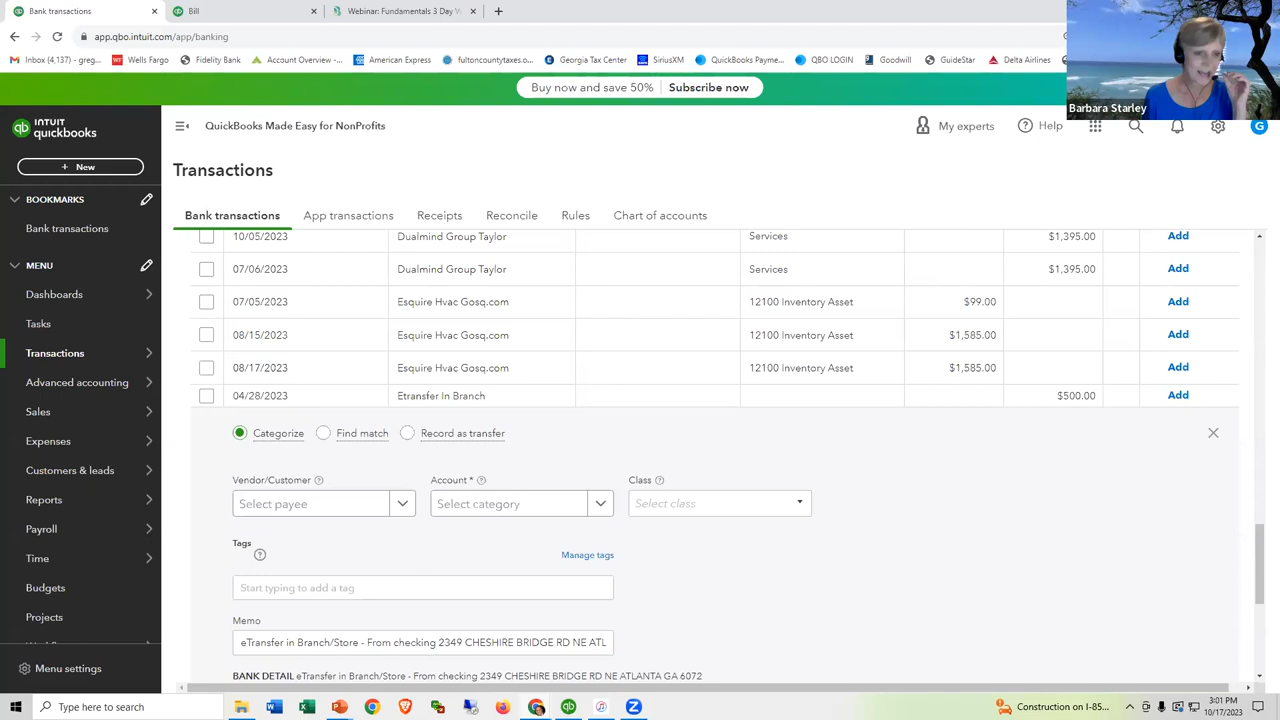 Bank transactions
Bill
Webinar: Fundamentals 3 Day W
app.qbo.intuit.com/app/banking
Inbox (4,137) - greg...
Wells Fargo
Fidelity Bank
Account Overview -...
American Express
fultoncountytaxes.o...
Georgia Tax Center
SiriusXM
QuickBooks Payme...
QBO LOGIN
Goodwill
GuideStar
Delta Airlines
Buy now and save 50%
Subscribe now
Barbara Starley
INTUIT
quickbooks
QuickBooks Made Easy for NonProfits
My experts
Help
G
+ New
Transactions
BOOKMARKS
Bank transactions
MENU
Dashboards
Tasks
Transactions
Advanced accounting
Sales
Expenses
Customers & leads
Reports
Payroll
Time
Budgets
Projects
Menu settings
Bank transactions App transactions Receipts Reconcile Rules Chart of accounts
10/05/2023 Dualmind Group Taylor Services $1,395.00 Add
07/06/2023 Dualmind Group Taylor Services $1,395.00 Add
07/05/2023 Esquire Hvac Gosq.com 12100 Inventory Asset $99.00 Add
08/15/2023 Esquire Hvac Gosq.com 12100 Inventory Asset $1,585.00 Add
08/17/2023 Esquire Hvac Gosq.com 12100 Inventory Asset $1,585.00 Add
04/28/2023 Etransfer In Branch $500.00 Add
Categorize Find match Record as transfer
Vendor/Customer Account * Class
Select payee Select category Select class
Tags
Manage tags
Start typing to add a tag
Memo
eTransfer in Branch/Store - From checking 2349 CHESHIRE BRIDGE RD NE ATL
BANK DETAIL eTransfer in Branch/Store - From checking 2349 CHESHIRE BRIDGE RD NE ATLANTA GA 6072
Type here to search
Construction on I-85...
3:01 PM
10/17/2023